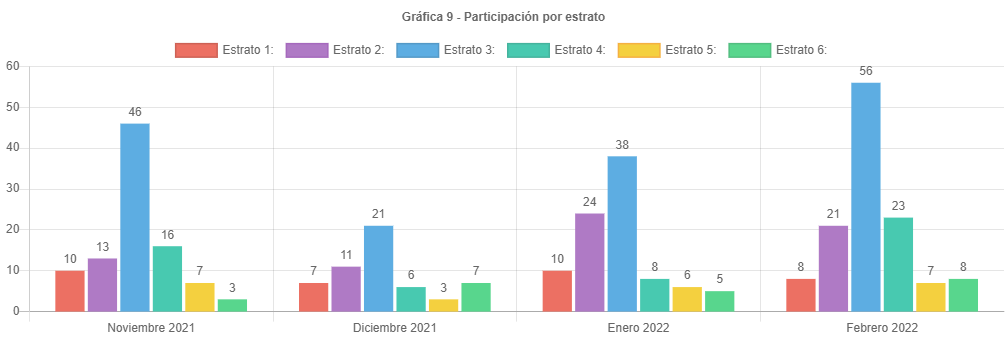 Gráfica 9 - Participación por estrato
Estrato 1: Estrato 2: Estrato 3: Estrato 4: Estrato 5: Estrato 6:
60
50
40
30
20
10
0
10 13 46 16 7 3
7 11 21 6 3 7
10 24 38 8 6 5
8 21 56 23 7 8
Noviembre 2021 Diciembre 2021 Enero 2022 Febrero 2022